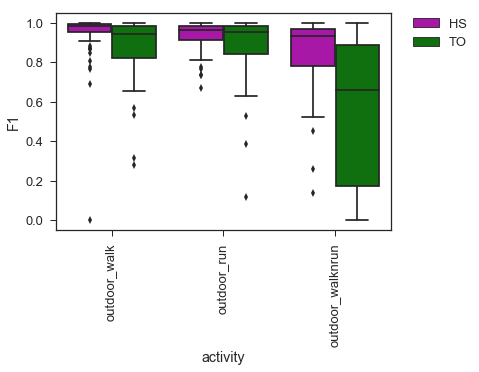 HS
TO
1.0
0.8
0.6
0.4
0.2
0.0
F1
outdoor_walk
outdoor_run
outdoor_walknrun
activity